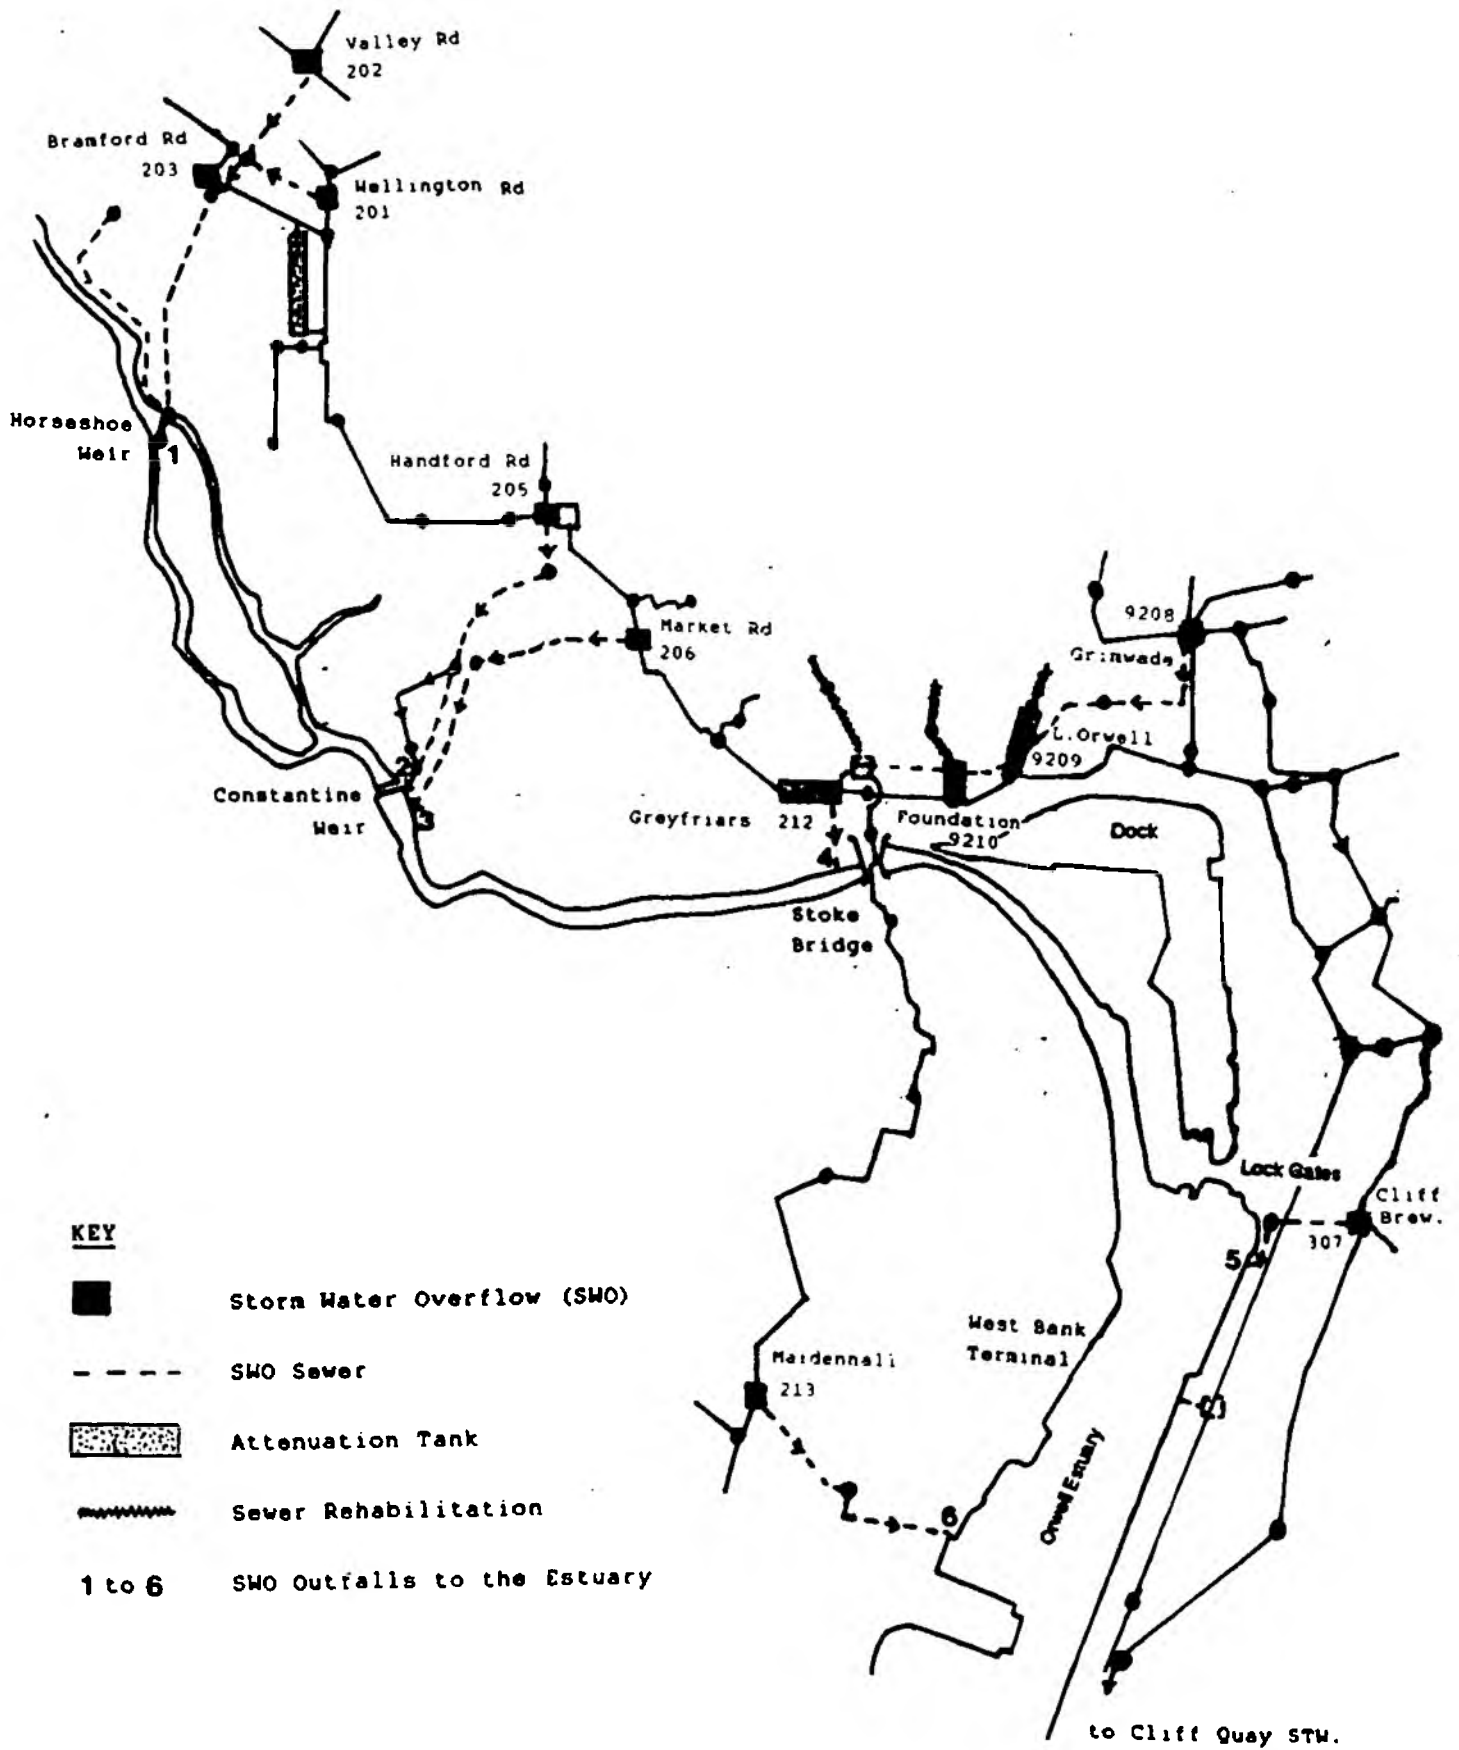 Valley Rd
202
Bramford Rd
203
Wellington Rd
201
Horseshoe
Weir
1
Handford Rd
205
Market Rd
206
9208
Grimwade
L.Orwell
9209
2
Constantine
Weir
3
Greyfriars 212
Foundation
9210
Dock
4
Stoke
Bridge
Lock Gates
Cliff
Brew.
307
5
KEY
Storm Water Overflow (SWO)
SWO Sewer
Attenuation Tank
Sewer Rehabilitation
1 to 6 SWO Outfalls to the Estuary
West Bank
Terminal
Maidenhall
213
6
Orwell Estuary
to Cliff Quay STW.